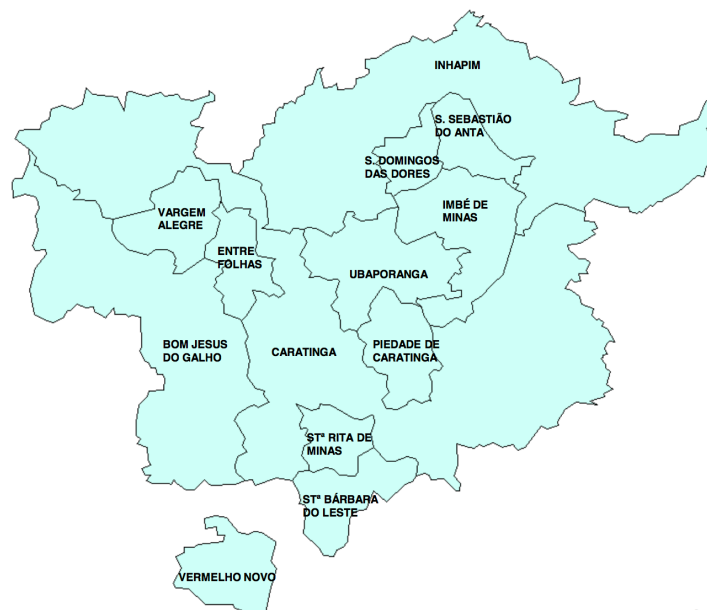 INHAPIM
S. SEBASTIÃO
DO ANTA
S. DOMINGOS
DAS DORES
IMBÉ DE
MINAS
VARGEM
ALEGRE
ENTRE
FOLHAS
UBAPORANGA
BOM JESUS
DO GALHO
CARATINGA
PIEDADE DE
CARATINGA
STª RITA DE
MINAS
STª BÁRBARA
DO LESTE
VERMELHO NOVO